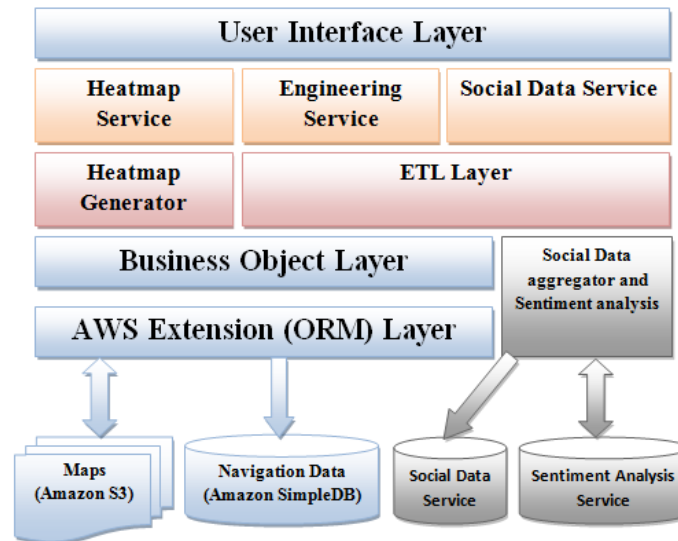 User Interface Layer
Heatmap
Service
Engineering
Service
Social Data Service
Heatmap
Generator
ETL Layer
Business Object Layer
Social Data
aggregator and
Sentiment analysis
AWS Extension (ORM) Layer
Maps
(Amazon S3)
Navigation Data
(Amazon SimpleDB)
Social Data
Service
Sentiment Analysis
Service